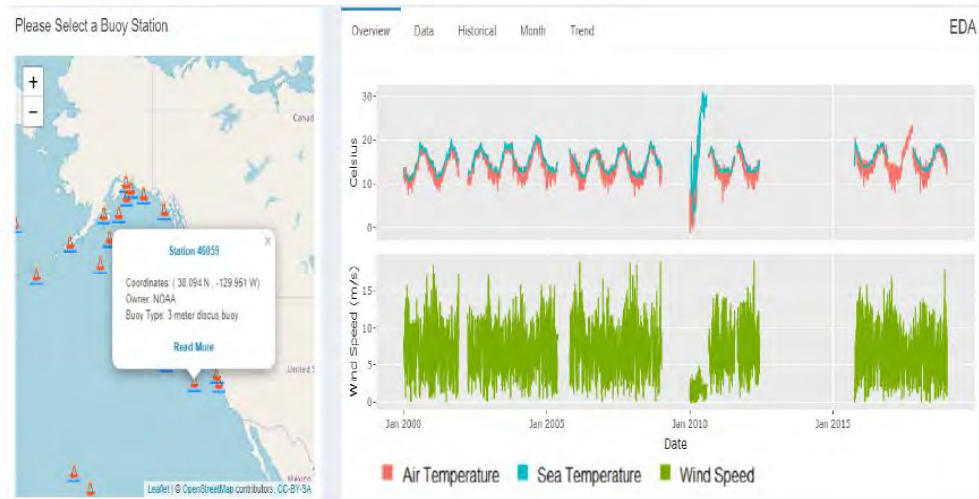 Please Select a Buoy Station
+
−
Canad
Station 46059
X
Coordinates: ( 38.094 N , -129.951 W)
Owner: NOAA
Buoy Type: 3-meter discus buoy
Read More
United S
México
Leaflet | © OpenStreetMap contributors, CC-BY-SA
Overview Data Historical Month Trend EDA
Celsius
30
20
10
0
Wind Speed (m/s)
15
10
5
0
Jan 2000 Jan 2005 Jan 2010 Jan 2015
Date
Air Temperature Sea Temperature Wind Speed